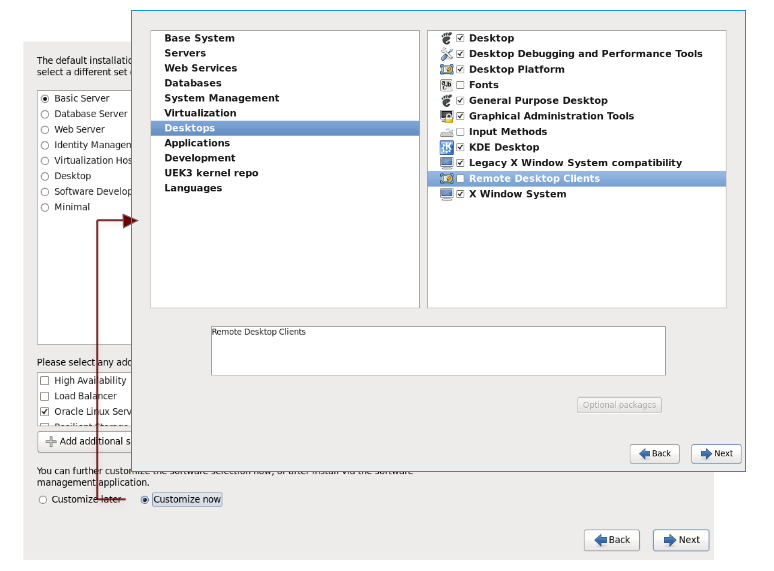 The default installatio
select a different set
Basic Server
Database Server
Web Server
Identity Managem
Virtualization Hos
Desktop
Software Develop
Minimal
Please select any add
High Availability
Load Balancer
Oracle Linux Serv
Resilient Storage
Add additional s
You can further customize the software selection now, or after install via the software
management application.
Customize later
Customize now
Back
Next
Base System
Servers
Web Services
Databases
System Management
Virtualization
Desktops
Applications
Development
UEK3 kernel repo
Languages
Desktop
Desktop Debugging and Performance Tools
Desktop Platform
Fonts
General Purpose Desktop
Graphical Administration Tools
Input Methods
KDE Desktop
Legacy X Window System compatibility
Remote Desktop Clients
X Window System
Remote Desktop Clients
Optional packages
Back
Next